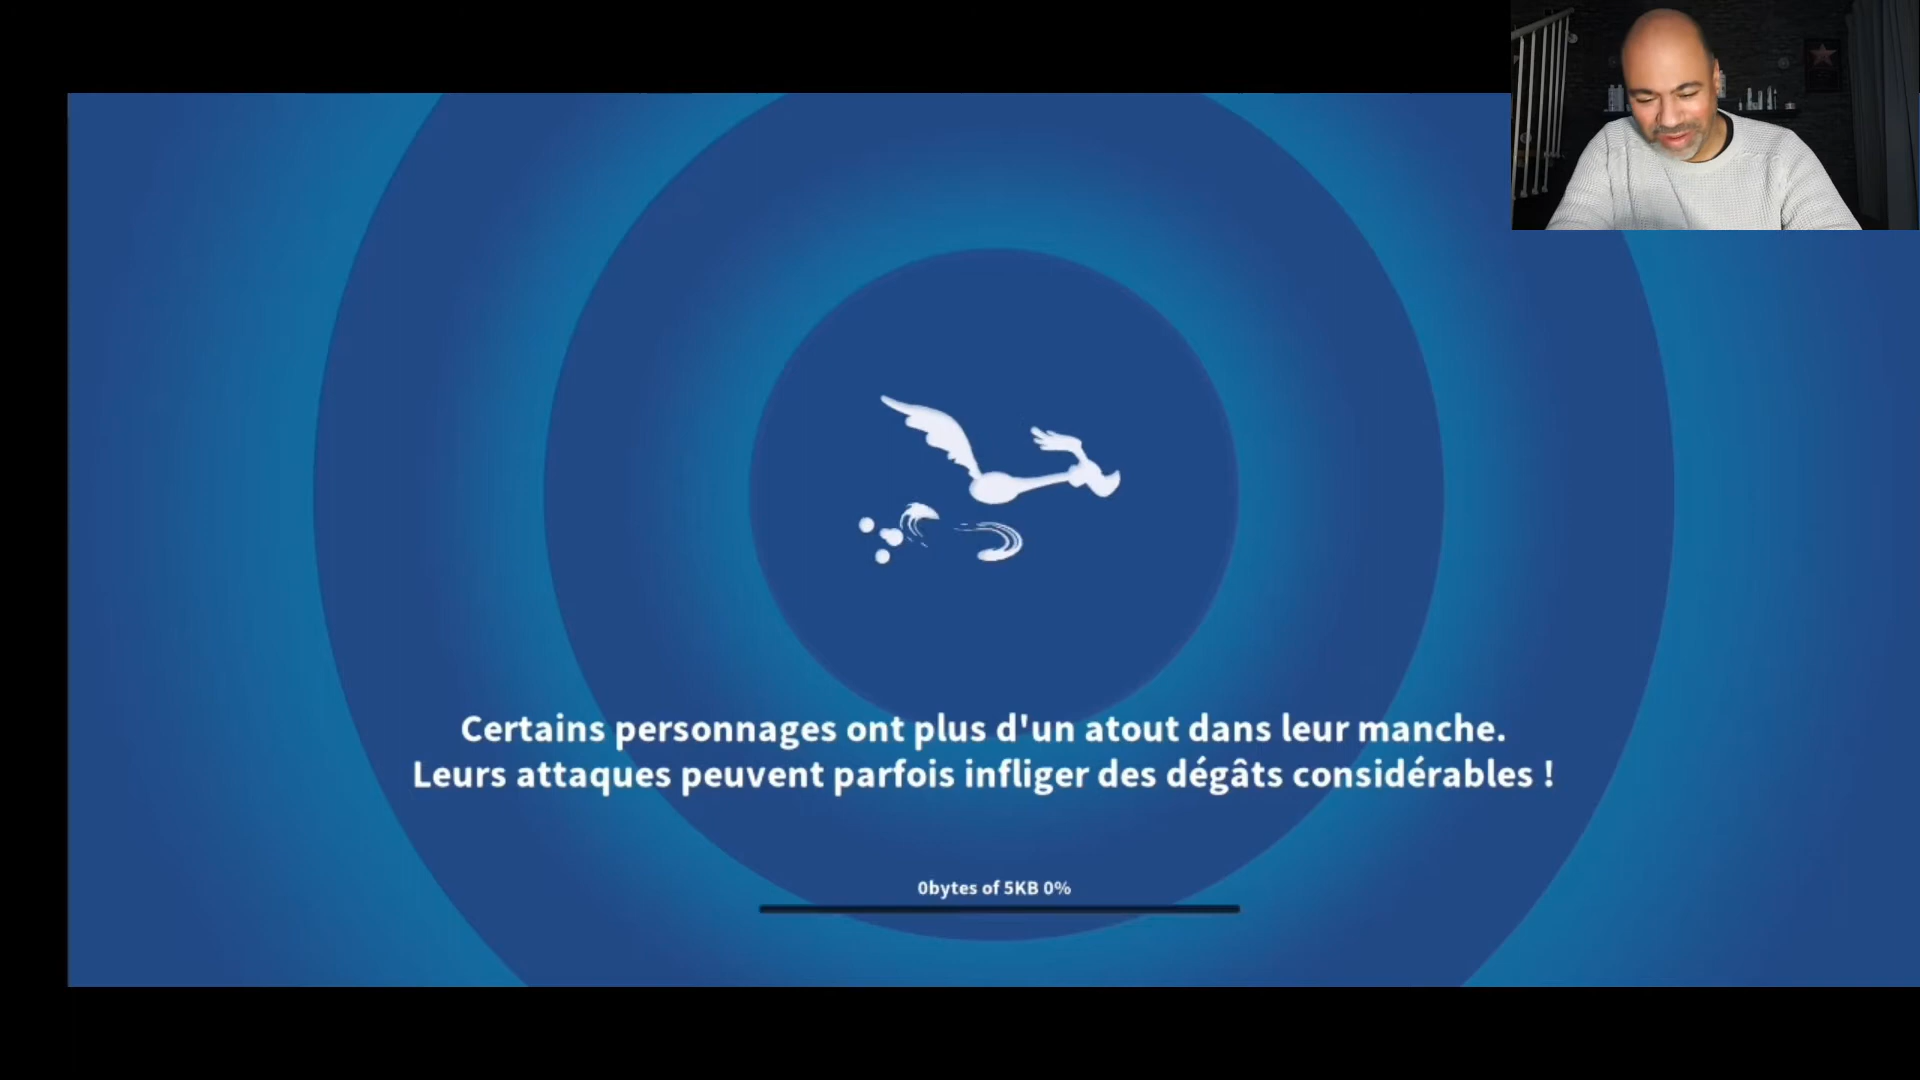 Certains personnages ont plus d'un atout dans leur manche.
Leurs attaques peuvent parfois infliger des dégâts considérables !
0bytes of 5KB 0%